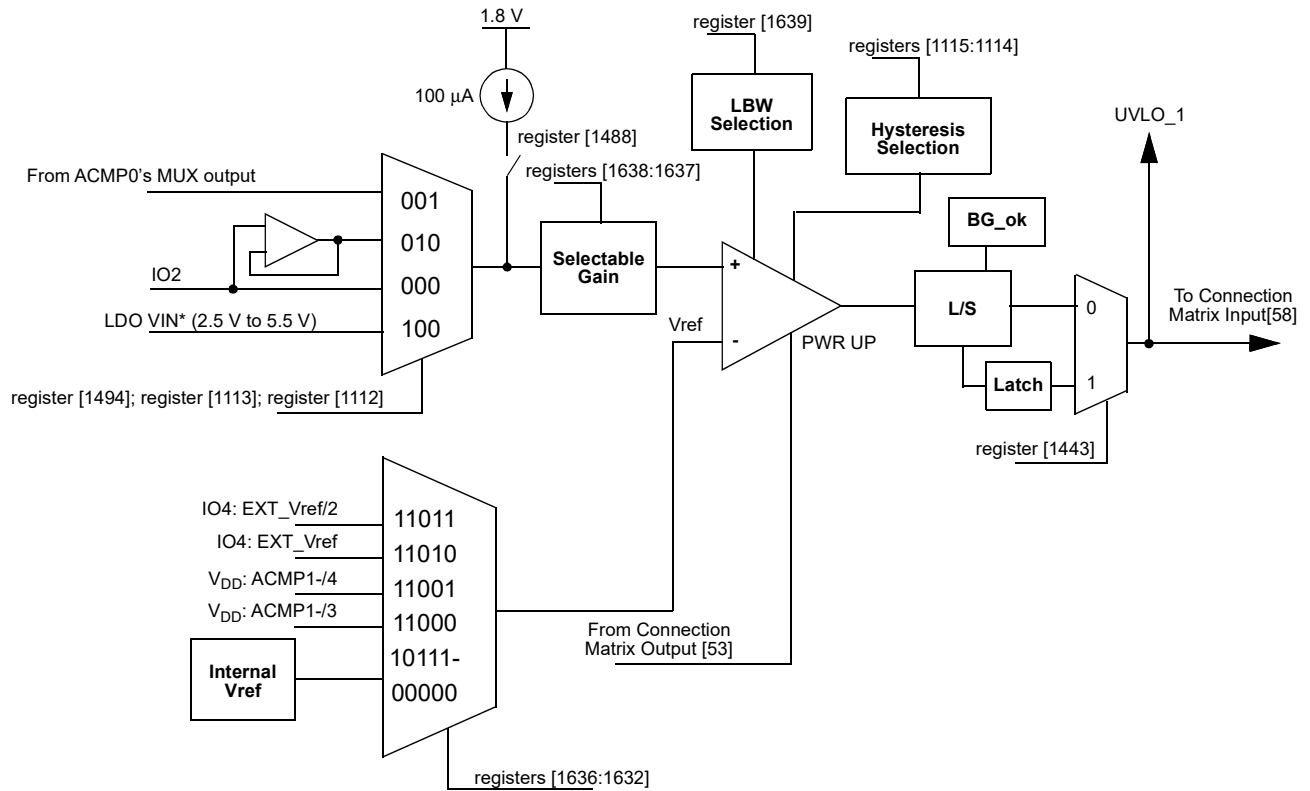 1.8 V
register [1639]
registers [1115:1114]
100 µA
LBW
Selection
Hysteresis
Selection
UVLO_1
register [1488]
registers [1638:1637]
From ACMP0's MUX output
001
010
IO2
000
LDO VIN* (2.5 V to 5.5 V)
100
Selectable
Gain
+
-
Vref
PWR UP
BG_ok
L/S
Latch
0
1
To Connection
Matrix Input[58]
register [1494]; register [1113]; register [1112]
register [1443]
IO4: EXT_Vref/2
11011
IO4: EXT_Vref
11010
VDD: ACMP1-/4
11001
VDD: ACMP1-/3
11000
10111-
00000
Internal
Vref
From Connection
Matrix Output [53]
registers [1636:1632]